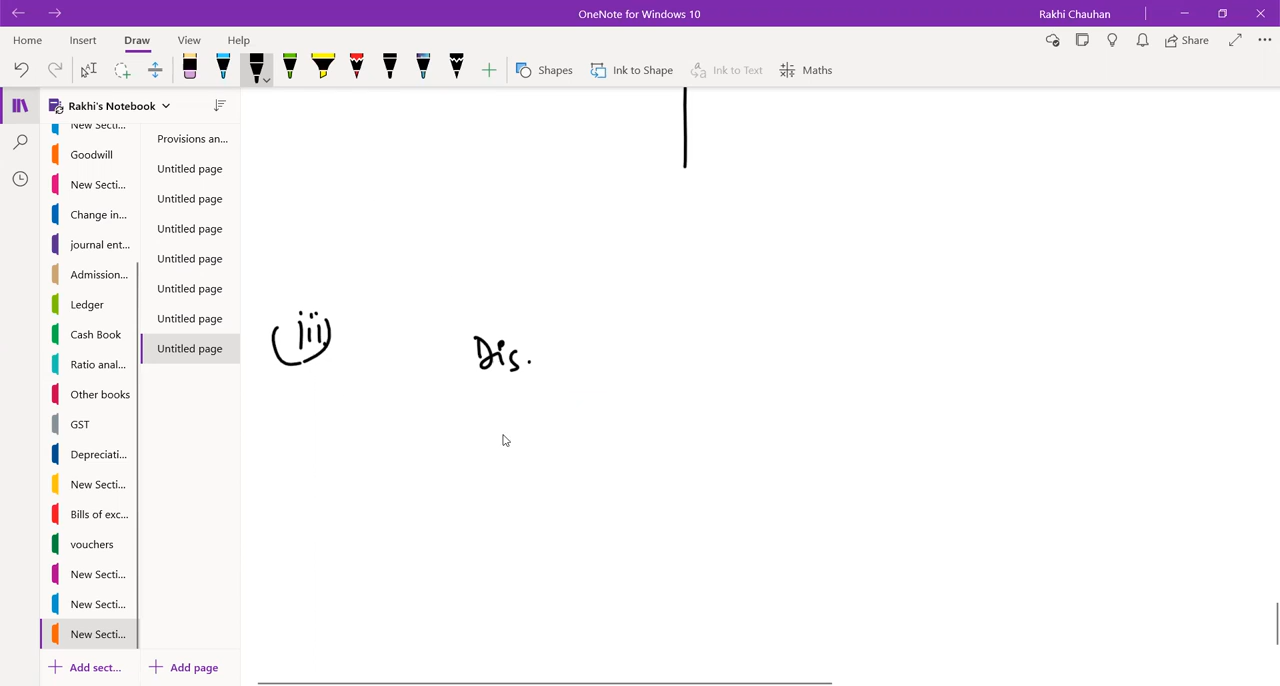 OneNote for Windows 10
Rakhi Chauhan
Home Insert Draw View Help
Share
Shapes Ink to Shape Ink to Text Maths
Rakhi's Notebook
New Secti...
Goodwill
New Secti...
Change in...
journal ent...
Admission...
Ledger
Cash Book
Ratio anal...
Other books
GST
Depreciati...
New Secti...
Bills of exc...
vouchers
New Secti...
New Secti...
New Secti...
Add sect...
Provisions an...
Untitled page
Untitled page
Untitled page
Untitled page
Untitled page
Untitled page
Untitled page
Add page
(iii) Dis.